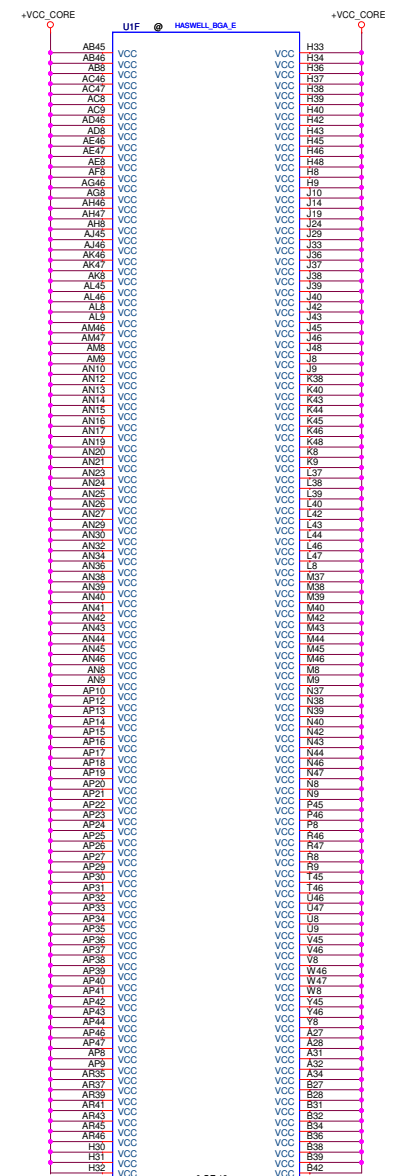 +VCC_CORE +VCC_CORE
U1F @ HASWELL_BGA_E
AB45 VCC VCC H33
AB46 VCC VCC H34
AB8 VCC VCC H36
AC46 VCC VCC H37
AC47 VCC VCC H38
AC8 VCC VCC H39
AC9 VCC VCC H40
AD46 VCC VCC H42
AD8 VCC VCC H43
AE46 VCC VCC H45
AE47 VCC VCC H46
AE8 VCC VCC H48
AF8 VCC VCC H8
AG46 VCC VCC H9
AG8 VCC VCC J10
AH46 VCC VCC J14
AH47 VCC VCC J19
AH8 VCC VCC J24
AJ45 VCC VCC J29
AJ46 VCC VCC J33
AK46 VCC VCC J36
AK47 VCC VCC J37
AK8 VCC VCC J38
AL45 VCC VCC J39
AL46 VCC VCC J40
AL8 VCC VCC J42
AL9 VCC VCC J43
AM46 VCC VCC J45
AM47 VCC VCC J46
AM8 VCC VCC J48
AM9 VCC VCC J8
AN10 VCC VCC J9
AN12 VCC VCC K38
AN13 VCC VCC K40
AN14 VCC VCC K43
AN15 VCC VCC K44
AN16 VCC VCC K45
AN17 VCC VCC K46
AN19 VCC VCC K48
AN20 VCC VCC K8
AN21 VCC VCC K9
AN23 VCC VCC L37
AN24 VCC VCC L38
AN25 VCC VCC L39
AN26 VCC VCC L40
AN27 VCC VCC L42
AN29 VCC VCC L43
AN30 VCC VCC L44
AN32 VCC VCC L46
AN34 VCC VCC L47
AN36 VCC VCC L8
AN38 VCC VCC M37
AN39 VCC VCC M38
AN40 VCC VCC M39
AN41 VCC VCC M40
AN42 VCC VCC M42
AN43 VCC VCC M43
AN44 VCC VCC M44
AN45 VCC VCC M45
AN46 VCC VCC M46
AN8 VCC VCC M8
AN9 VCC VCC M9
AP10 VCC VCC N37
AP12 VCC VCC N38
AP13 VCC VCC N39
AP14 VCC VCC N40
AP15 VCC VCC N42
AP16 VCC VCC N43
AP17 VCC VCC N44
AP18 VCC VCC N46
AP19 VCC VCC N47
AP20 VCC VCC N8
AP21 VCC VCC N9
AP22 VCC VCC P45
AP23 VCC VCC P46
AP24 VCC VCC P8
AP25 VCC VCC R46
AP26 VCC VCC R47
AP27 VCC VCC R8
AP29 VCC VCC R9
AP30 VCC VCC T45
AP31 VCC VCC T46
AP32 VCC VCC U46
AP33 VCC VCC U47
AP34 VCC VCC U8
AP35 VCC VCC U9
AP36 VCC VCC V45
AP37 VCC VCC V46
AP38 VCC VCC V8
AP39 VCC VCC W46
AP40 VCC VCC W47
AP41 VCC VCC W8
AP42 VCC VCC Y45
AP43 VCC VCC Y46
AP44 VCC VCC Y8
AP46 VCC VCC A27
AP47 VCC VCC A28
AP8 VCC VCC A31
AP9 VCC VCC A32
AR35 VCC VCC A34
AR37 VCC VCC B27
AR39 VCC VCC B28
AR41 VCC VCC B31
AR43 VCC VCC B32
AR45 VCC VCC B34
AR46 VCC VCC B36
H30 VCC VCC B38
H31 VCC VCC B39
H32 VCC VCC B42